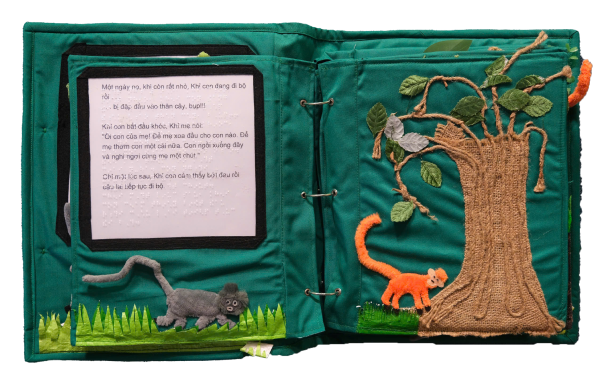 Một ngày nọ, khi còn rất nhỏ, Khỉ con đang đi bộ
rồi ...
... bị đập đầu vào thân cây, bụp!!!
Khỉ con bắt đầu khóc, Khỉ mẹ nói:
"Ôi con của mẹ! Để mẹ xoa đầu cho con nào. Để
mẹ thơm con một cái nữa. Con ngồi xuống đây
và nghỉ ngơi cùng mẹ một chút."
Chỉ một lúc sau, Khỉ con cảm thấy bớt đau rồi
cậu bé tiếp tục đi bộ.